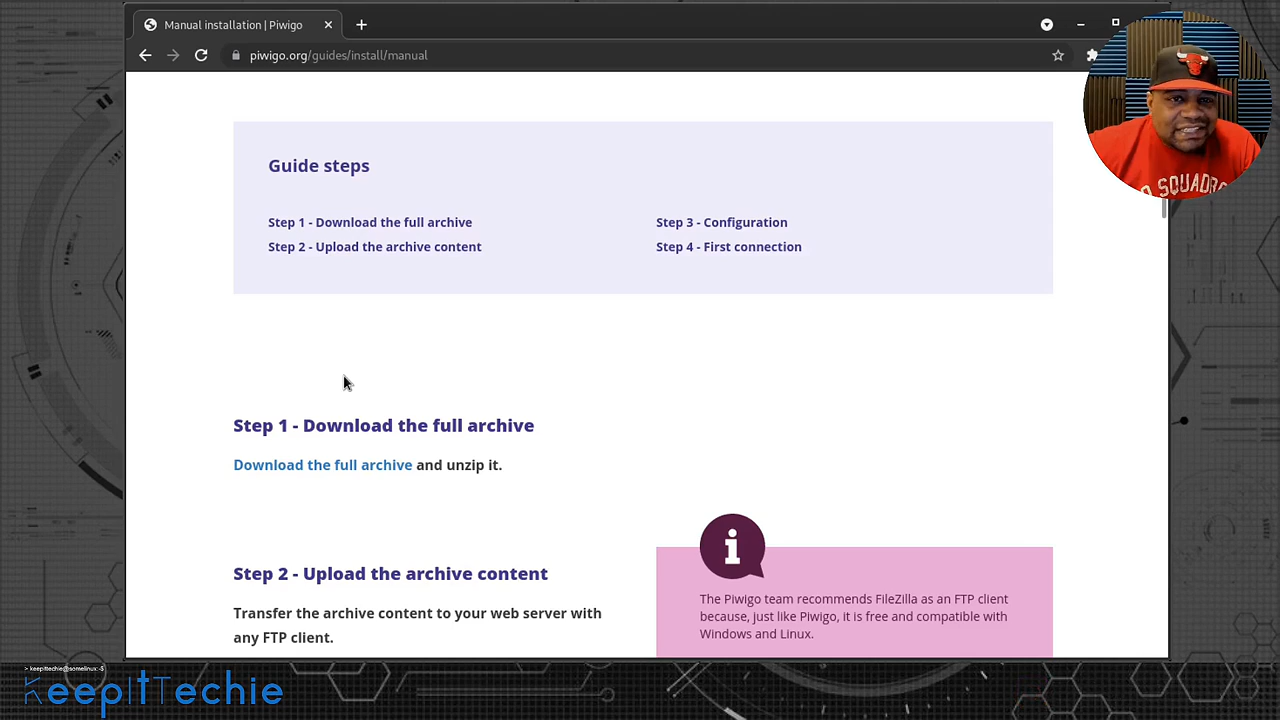 Manual installation | Piwigo
piwigo.org/guides/install/manual
Guide steps
Step 1 - Download the full archive
Step 2 - Upload the archive content
Step 3 - Configuration
Step 4 - First connection
Step 1 - Download the full archive
Download the full archive and unzip it.
Step 2 - Upload the archive content
Transfer the archive content to your web server with
any FTP client.
The Piwigo team recommends FileZilla as an FTP client
because, just like Piwigo, it is free and compatible with
Windows and Linux.
SQUADRO
> keepittechie@somelinux:~$
KeepItTechie